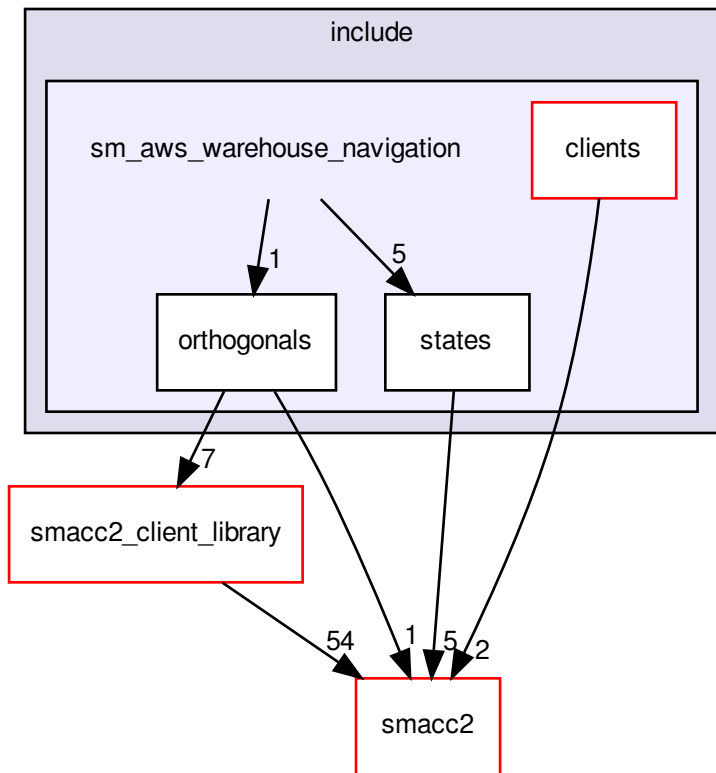 include
sm_aws_warehouse_navigation
clients
1
5
orthogonals
states
7
smacc2_client_library
54
1
5
2
smacc2